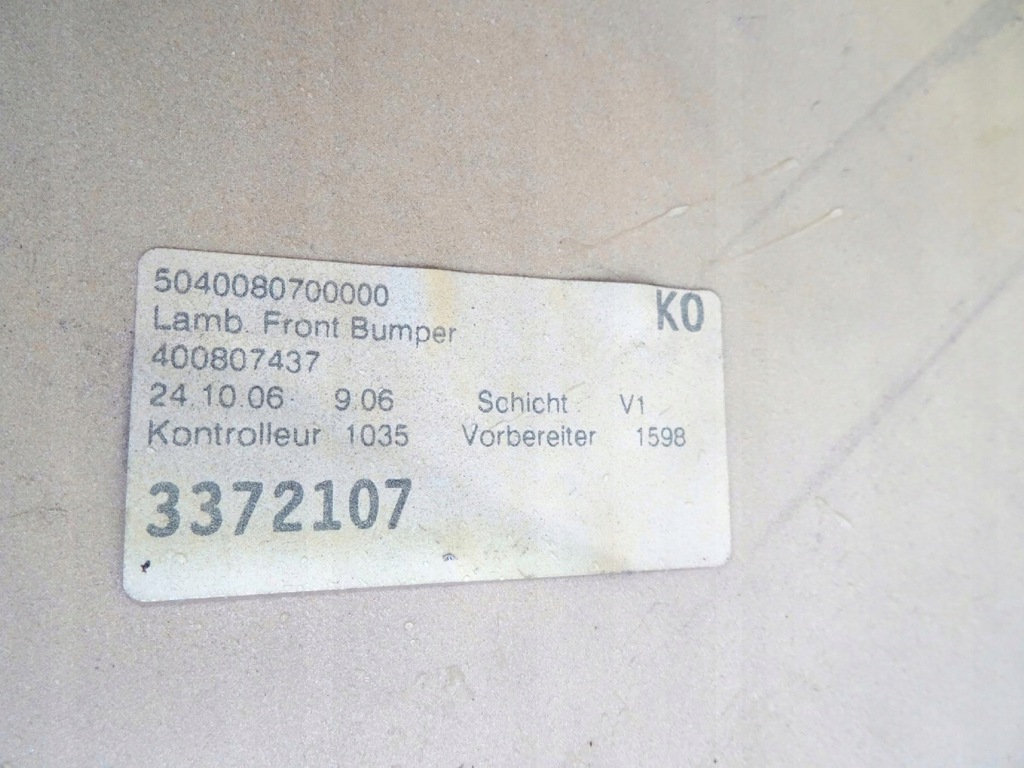 5040080700000 KO
Lamb. Front Bumper
400807437
24.10.06 9.06 Schicht V1
Kontrolleur 1035 Vorbereiter 1598
3372107